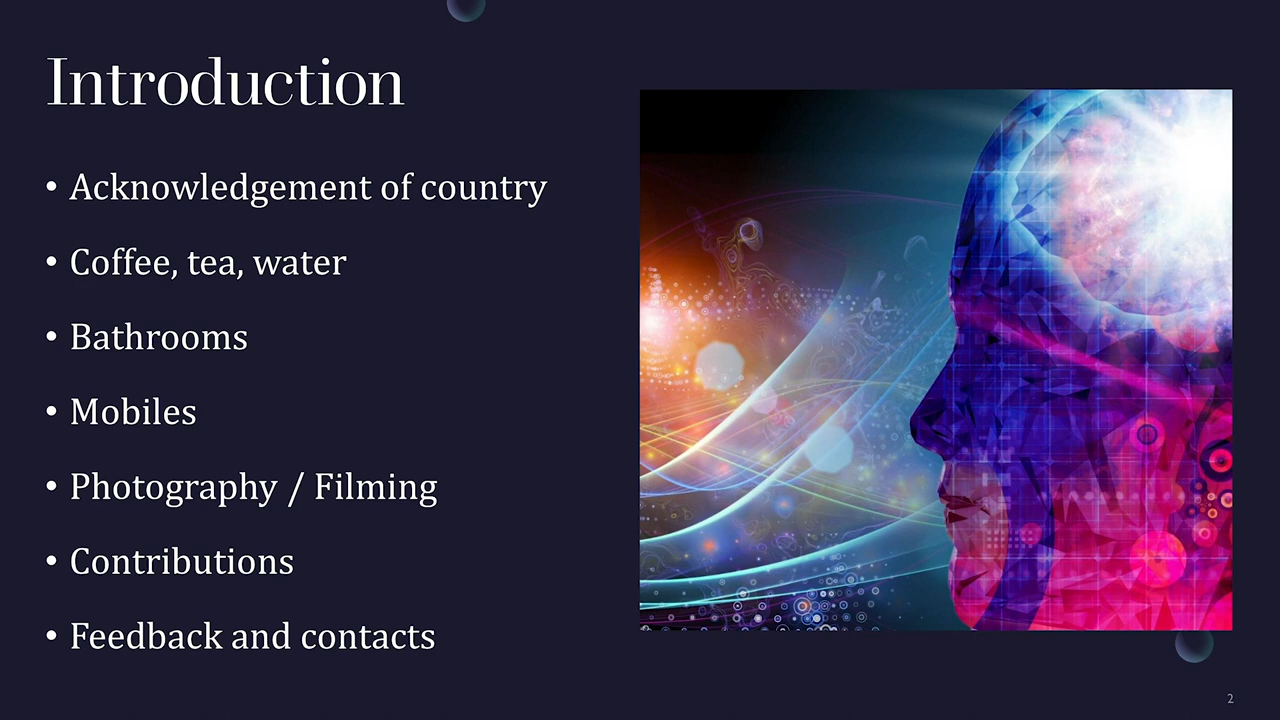 Introduction
• Acknowledgement of country
• Coffee, tea, water
• Bathrooms
• Mobiles
• Photography / Filming
• Contributions
• Feedback and contacts
2